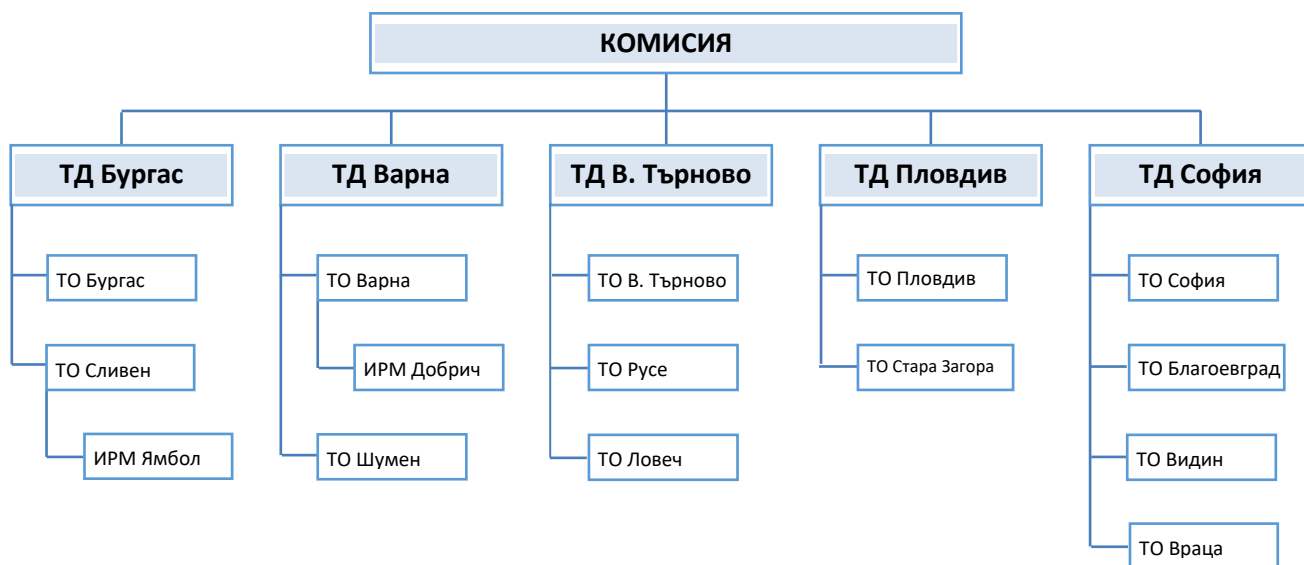 КОМИСИЯ
ТД Бургас
ТД Варна
ТД В. Търново
ТД Пловдив
ТД София
ТО Бургас
ТО Варна
ТО В. Търново
ТО Пловдив
ТО София
ТО Сливен
ИРМ Добрич
ТО Русе
ТО Стара Загора
ТО Благоевград
ИРМ Ямбол
ТО Шумен
ТО Ловеч
ТО Видин
ТО Враца